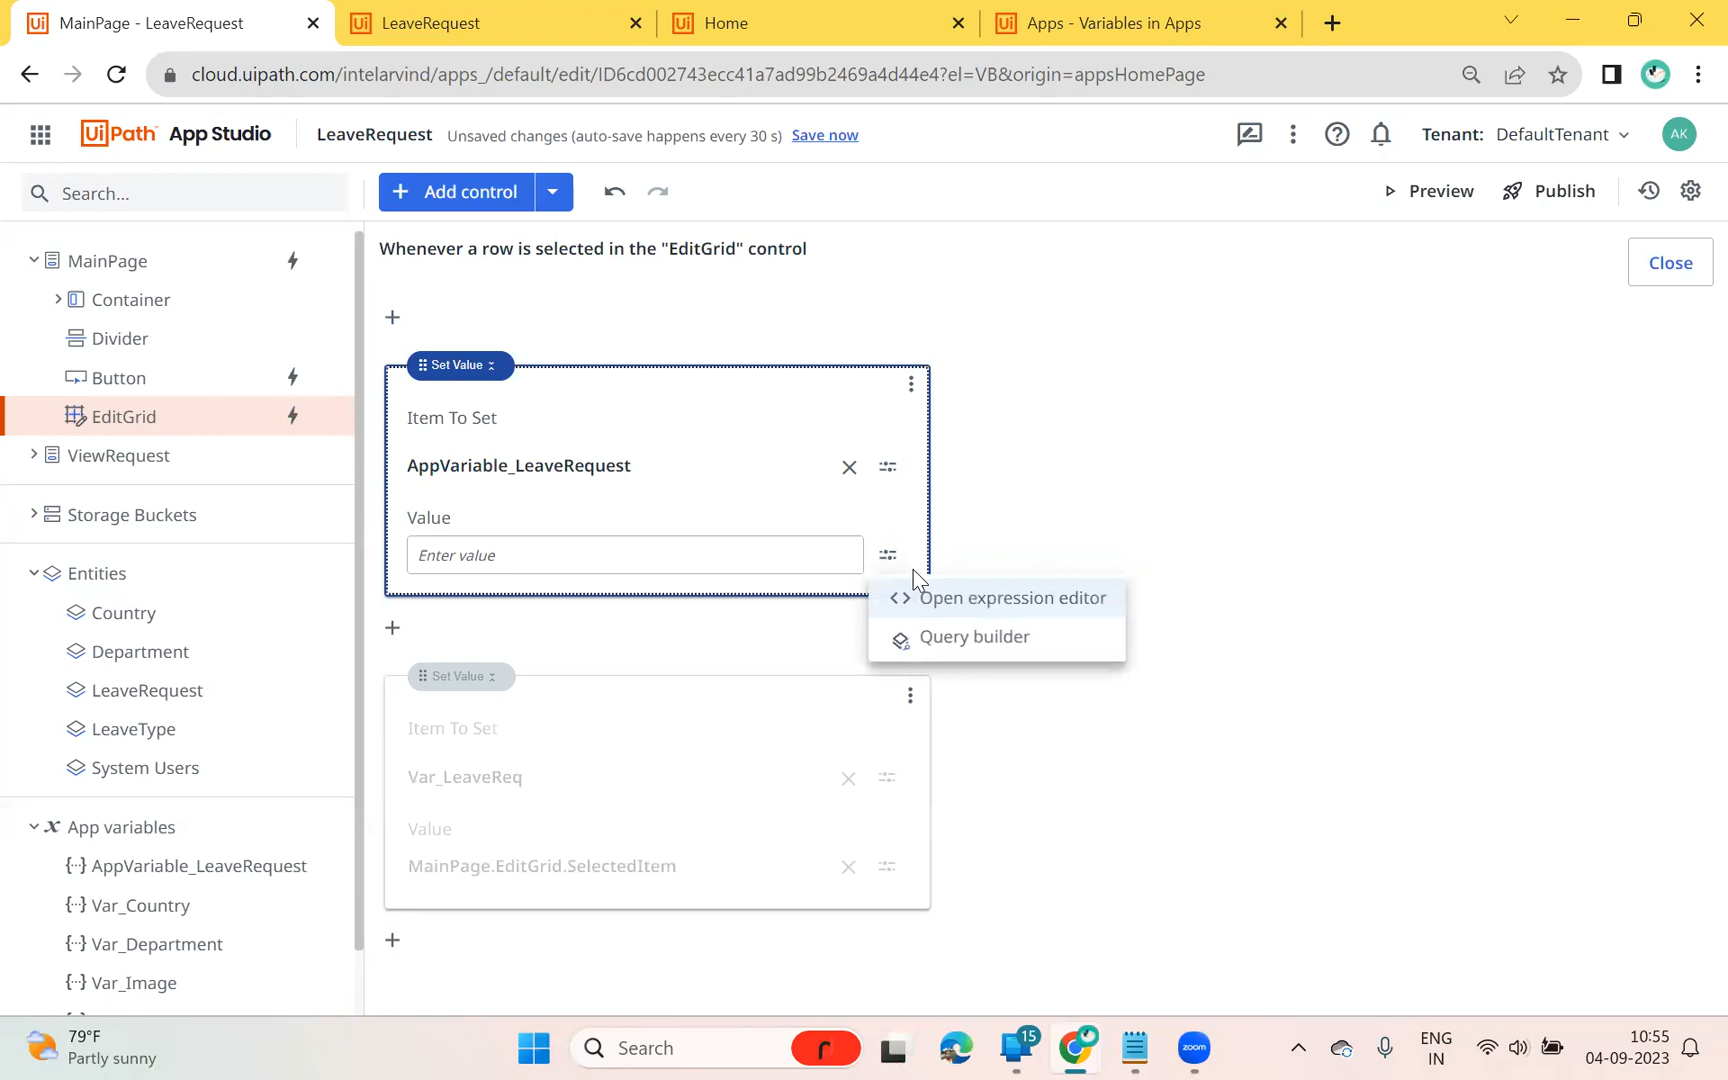 MainPage - LeaveRequest
LeaveRequest
Home
Apps - Variables in Apps
cloud.uipath.com/intelarvind/apps_/default/edit/ID6cd002743ecc41a7ad99b2469a4d44e4?el=VB&origin=appsHomePage
UiPath App Studio
LeaveRequest
Unsaved changes (auto-save happens every 30 s) Save now
Tenant: DefaultTenant
AK
Search...
Add control
Preview
Publish
MainPage
Container
Divider
Button
EditGrid
ViewRequest
Storage Buckets
Entities
Country
Department
LeaveRequest
LeaveType
System Users
App variables
AppVariable_LeaveRequest
Var_Country
Var_Department
Var_Image
Whenever a row is selected in the "EditGrid" control
Close
Set Value
Item To Set
AppVariable_LeaveRequest
Value
Enter value
Open expression editor
Query builder
Set Value
Item To Set
Var_LeaveReq
Value
MainPage.EditGrid.SelectedItem
79°F
Partly sunny
Search
15
zoom
ENG
IN
10:55
04-09-2023